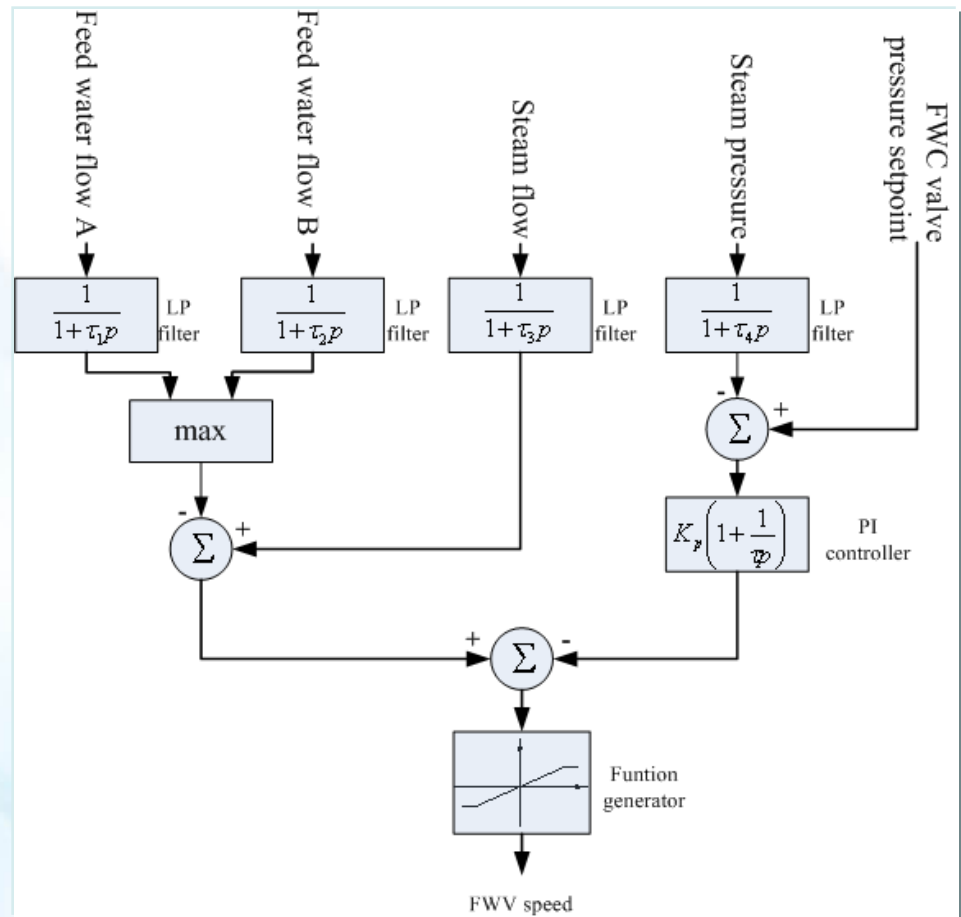 Feed water flow A
Feed water flow B
Steam flow
Steam pressure
FWC valve
pressure setpoint
1
1+τ₁p
LP
filter
1
1+τ₂p
LP
filter
1
1+τ₃p
LP
filter
1
1+τ₄p
LP
filter
max
-
+
Σ
-
+
Σ
K_p(1+1/τp)
PI
controller
+
-
Σ
Funtion
generator
FWV speed